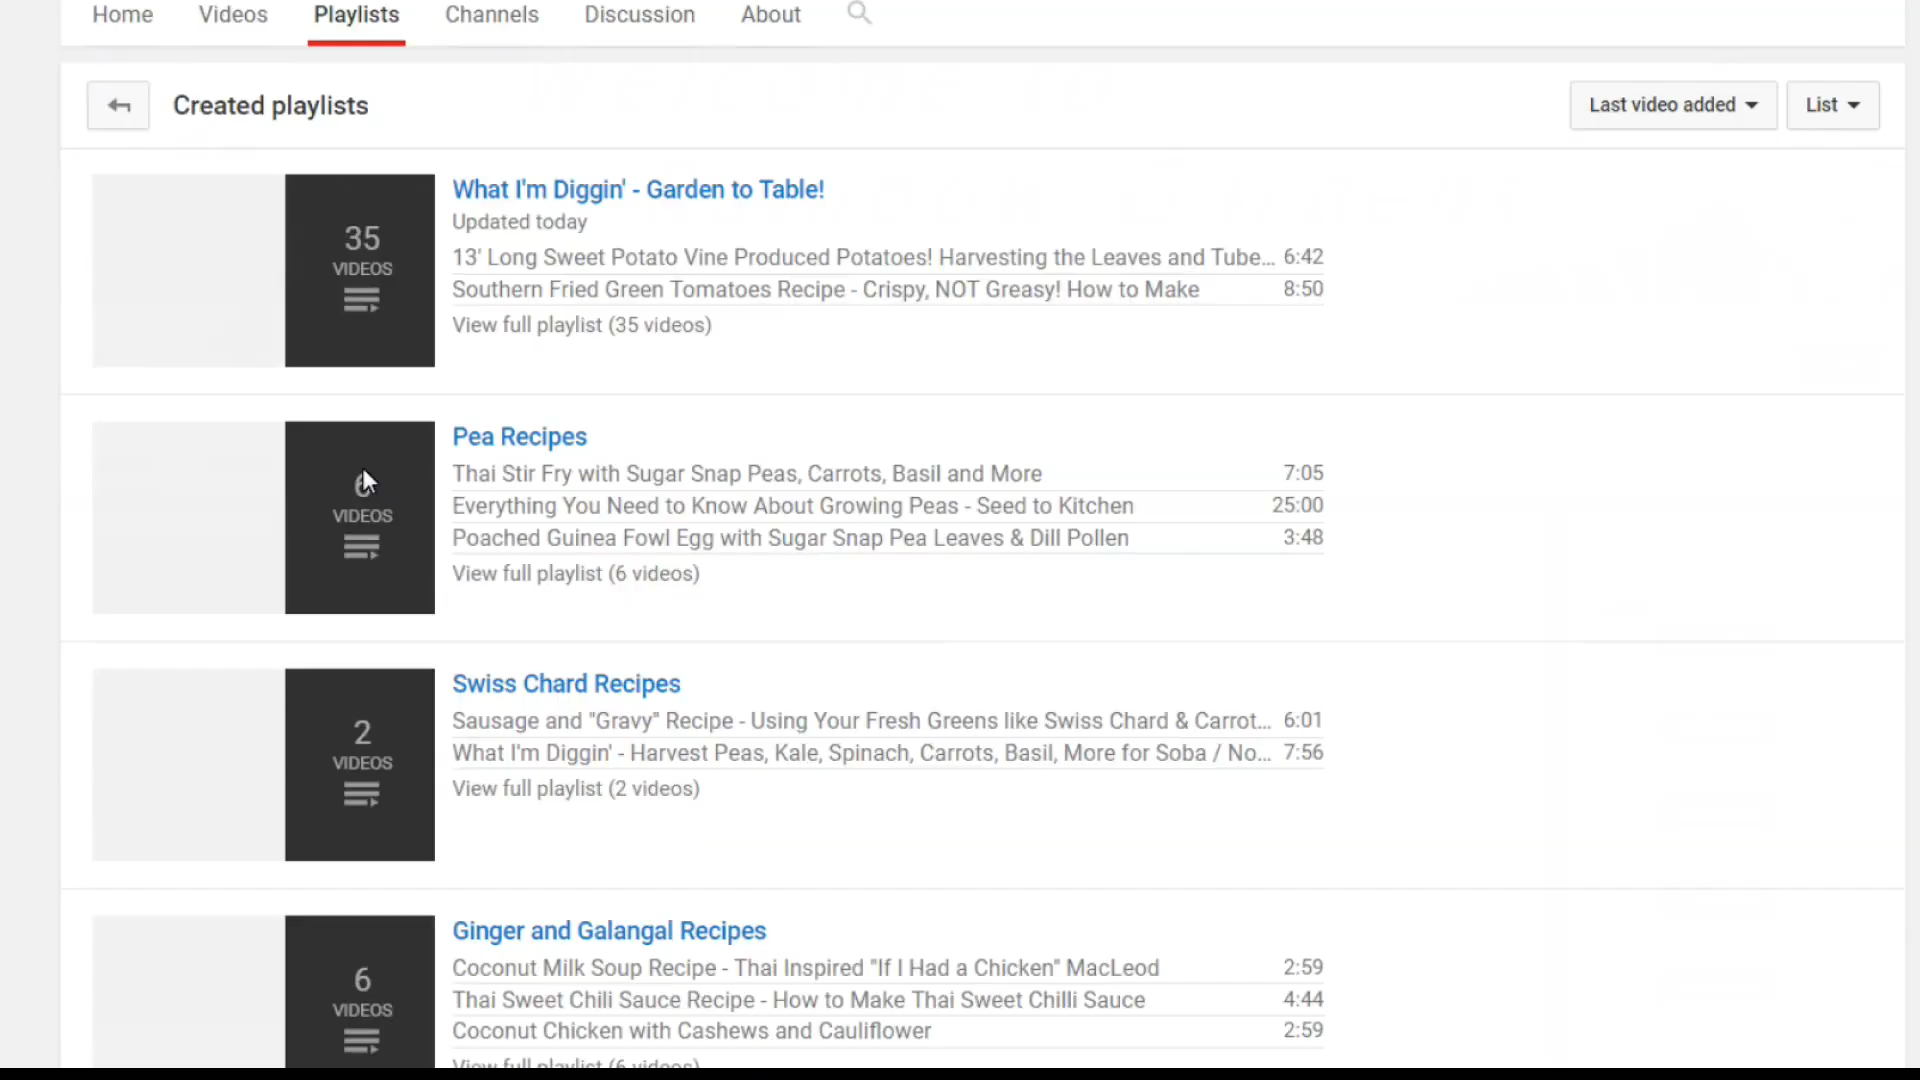 Home Videos Playlists Channels Discussion About
Created playlists
Last video added List
35
VIDEOS
What I'm Diggin' - Garden to Table!
Updated today
13' Long Sweet Potato Vine Produced Potatoes! Harvesting the Leaves and Tube... 6:42
Southern Fried Green Tomatoes Recipe - Crispy, NOT Greasy! How to Make 8:50
View full playlist (35 videos)
6
VIDEOS
Pea Recipes
Thai Stir Fry with Sugar Snap Peas, Carrots, Basil and More 7:05
Everything You Need to Know About Growing Peas - Seed to Kitchen 25:00
Poached Guinea Fowl Egg with Sugar Snap Pea Leaves & Dill Pollen 3:48
View full playlist (6 videos)
2
VIDEOS
Swiss Chard Recipes
Sausage and "Gravy" Recipe - Using Your Fresh Greens like Swiss Chard & Carrot... 6:01
What I'm Diggin' - Harvest Peas, Kale, Spinach, Carrots, Basil, More for Soba / No... 7:56
View full playlist (2 videos)
6
VIDEOS
Ginger and Galangal Recipes
Coconut Milk Soup Recipe - Thai Inspired "If I Had a Chicken" MacLeod 2:59
Thai Sweet Chili Sauce Recipe - How to Make Thai Sweet Chilli Sauce 4:44
Coconut Chicken with Cashews and Cauliflower 2:59
View full playlist (6 videos)